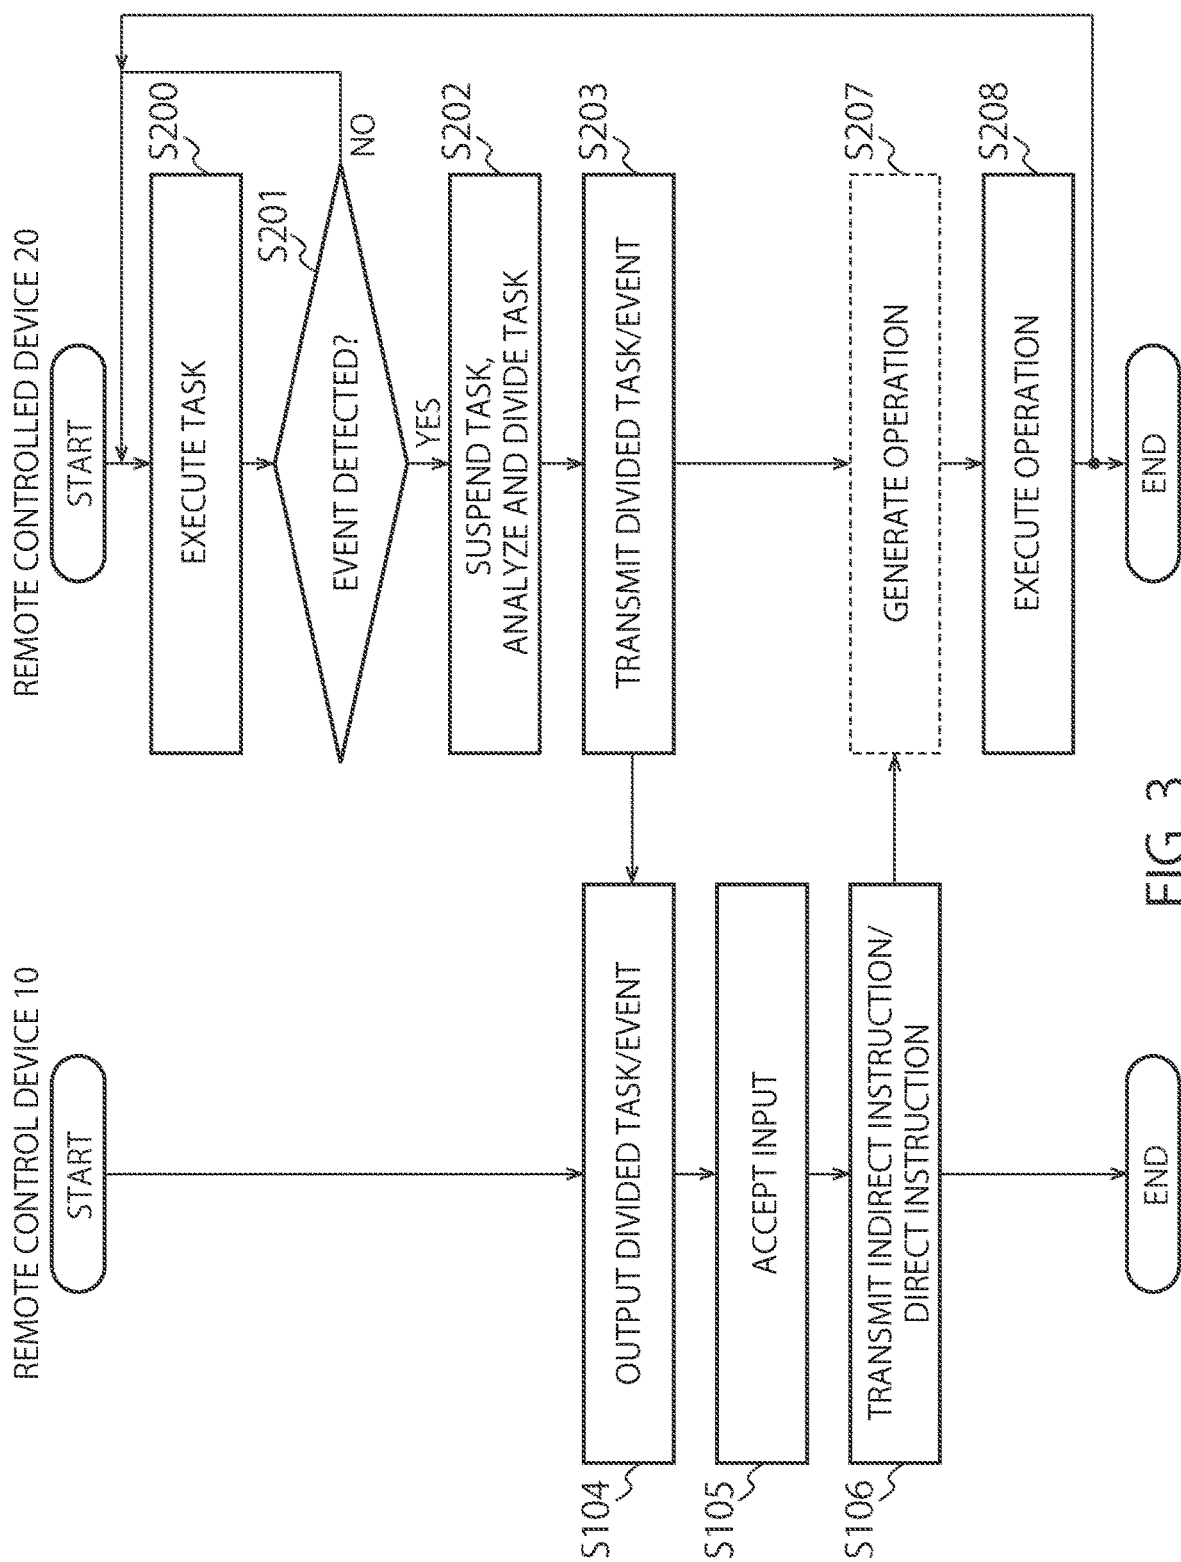 REMOTE CONTROL DEVICE 10
START
OUTPUT DIVIDED TASK/EVENT
S104
ACCEPT INPUT
S105
TRANSMIT INDIRECT INSTRUCTION/
DIRECT INSTRUCTION
S106
END
REMOTE CONTROLLED DEVICE 20
START
EXECUTE TASK
S200
EVENT DETECTED?
S201
NO
YES
SUSPEND TASK,
ANALYZE AND DIVIDE TASK
S202
TRANSMIT DIVIDED TASK/EVENT
S203
GENERATE OPERATION
S207
EXECUTE OPERATION
S208
END
FIG. 3